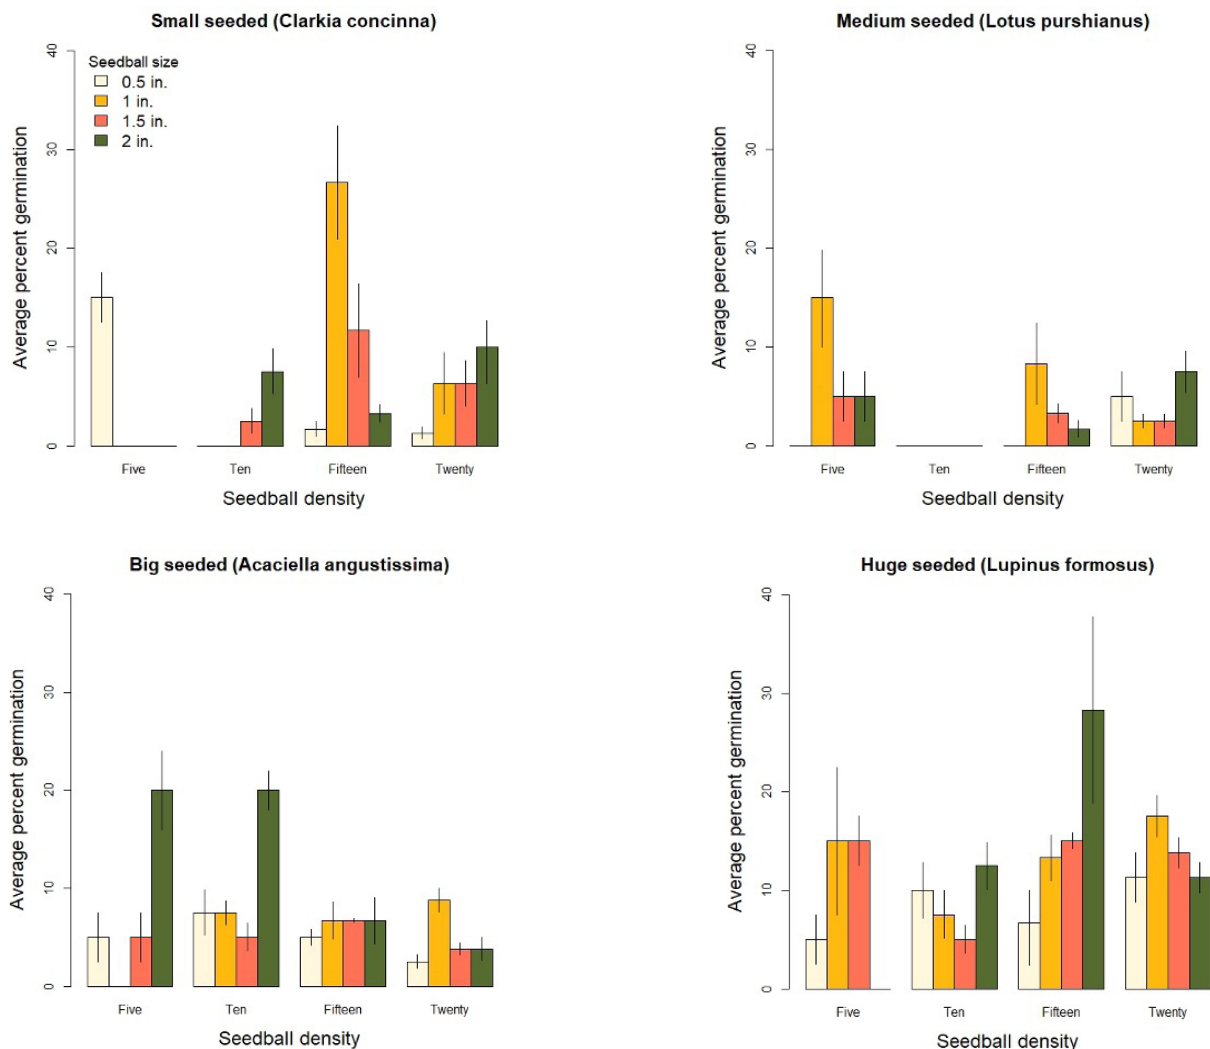 Small seeded (Clarkia concinna)
Seedball size
0.5 in.
1 in.
1.5 in.
2 in.
Average percent germination
0
10
20
30
40
Five Ten Fifteen Twenty
Seedball density
Medium seeded (Lotus purshianus)
Average percent germination
0
10
20
30
40
Five Ten Fifteen Twenty
Seedball density
Big seeded (Acaciella angustissima)
Average percent germination
0
10
20
30
40
Five Ten Fifteen Twenty
Seedball density
Huge seeded (Lupinus formosus)
Average percent germination
0
10
20
30
40
Five Ten Fifteen Twenty
Seedball density